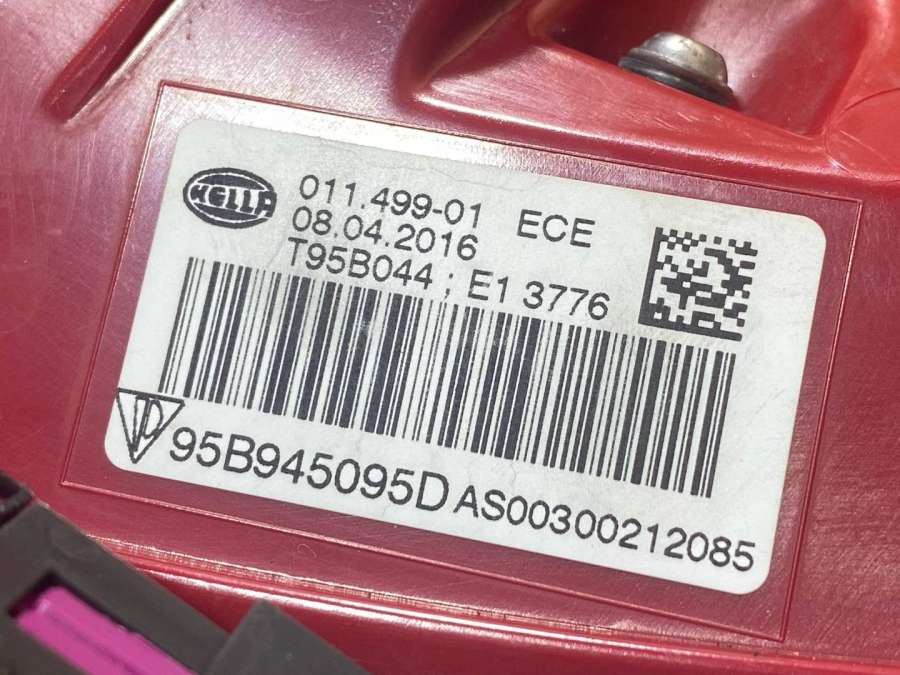 HELLA
011.499-01 ECE
08.04.2016
T95B044 ; E1 3776
95B945095D AS00300212085